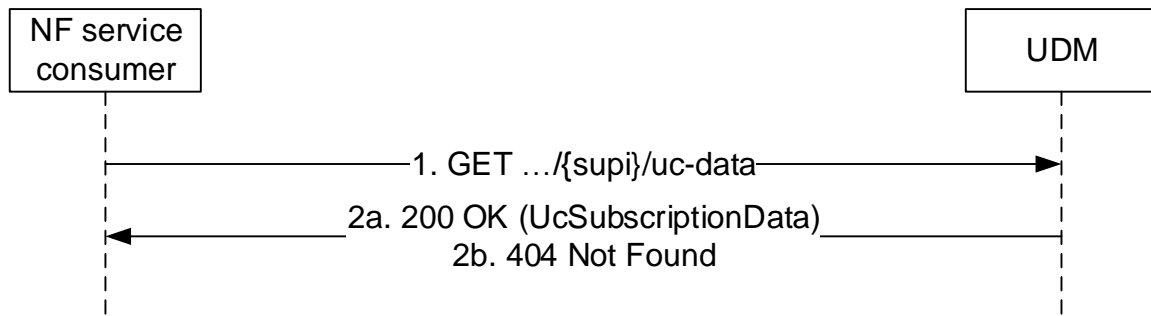 NF service
consumer
UDM
1. GET …/{supi}/uc-data
2a. 200 OK (UcSubscriptionData)
2b. 404 Not Found